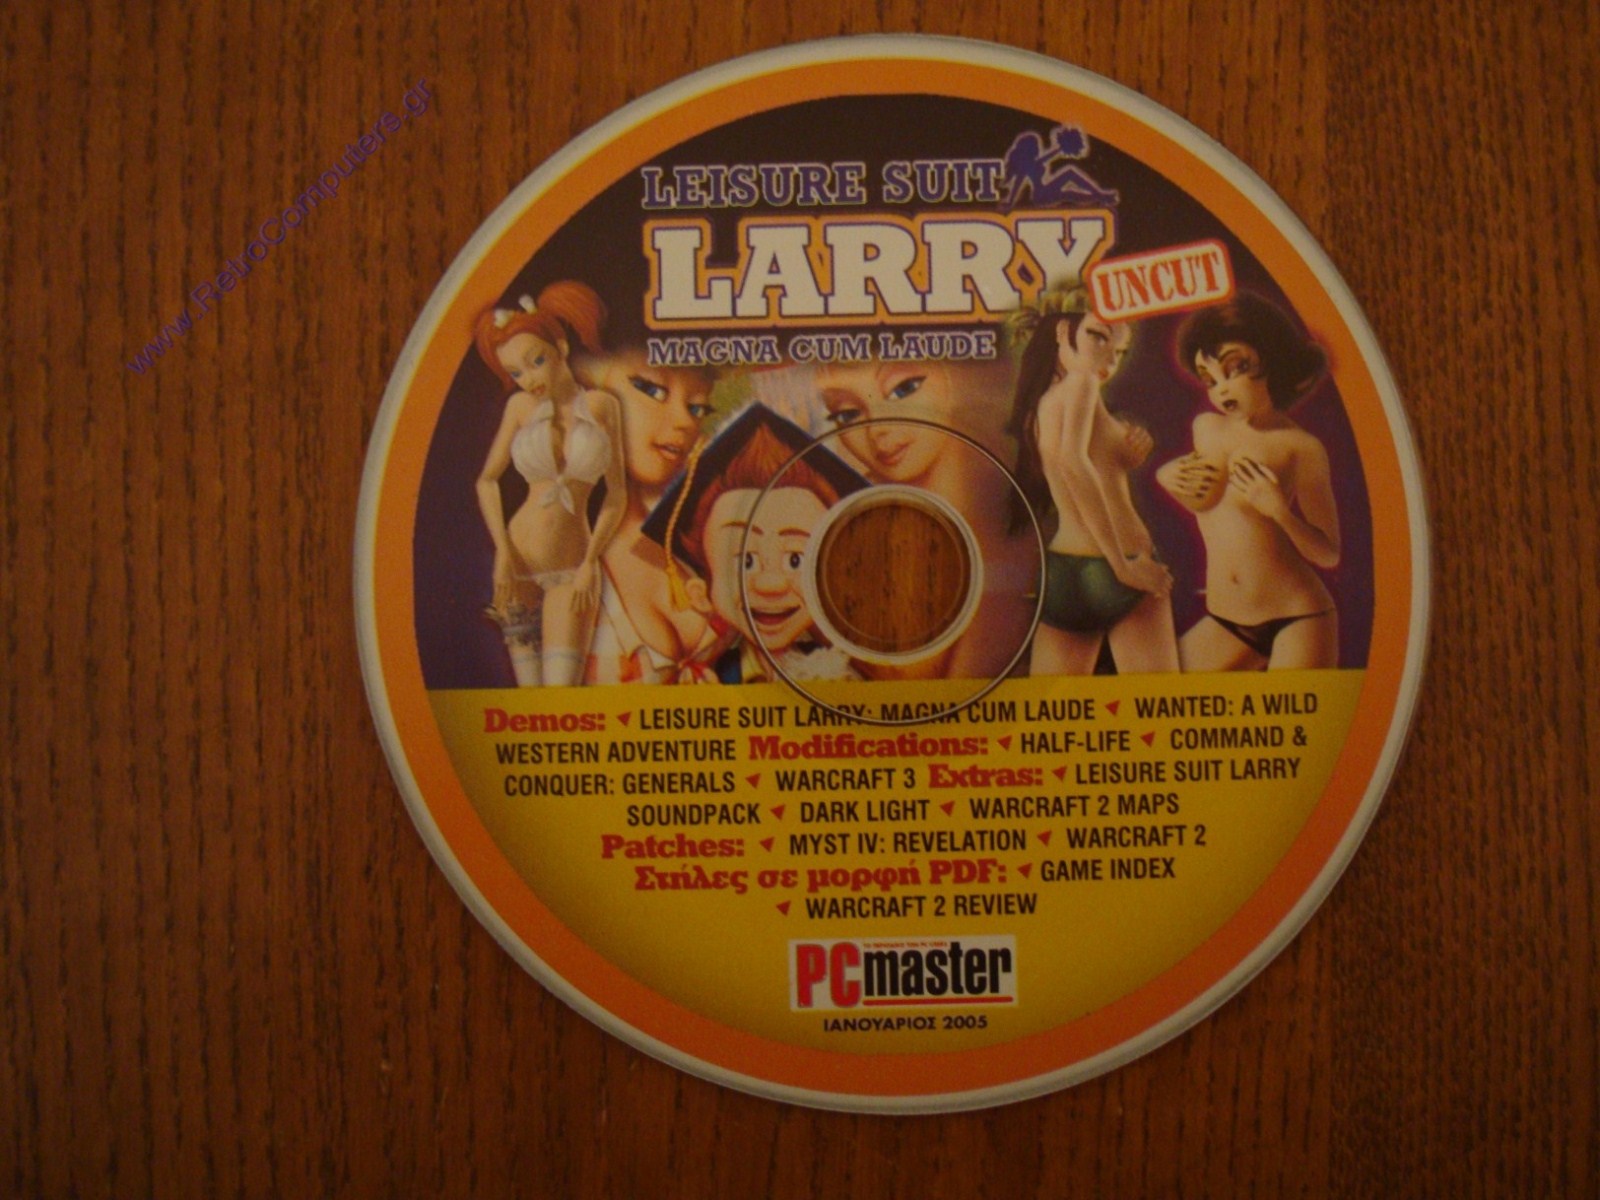 www.RetroComputers.gr
LEISURE SUIT
LARRY
UNCUT
MAGNA CUM LAUDE
Demos: LEISURE SUIT LARRY: MAGNA CUM LAUDE WANTED: A WILD
WESTERN ADVENTURE Modifications: HALF-LIFE COMMAND &
CONQUER: GENERALS WARCRAFT 3 Extras: LEISURE SUIT LARRY
SOUNDPACK DARK LIGHT WARCRAFT 2 MAPS
Patches: MYST IV: REVELATION WARCRAFT 2
Στήλες σε μορφή PDF: GAME INDEX
WARCRAFT 2 REVIEW
PC master
ΙΑΝΟΥΑΡΙΟΣ 2005